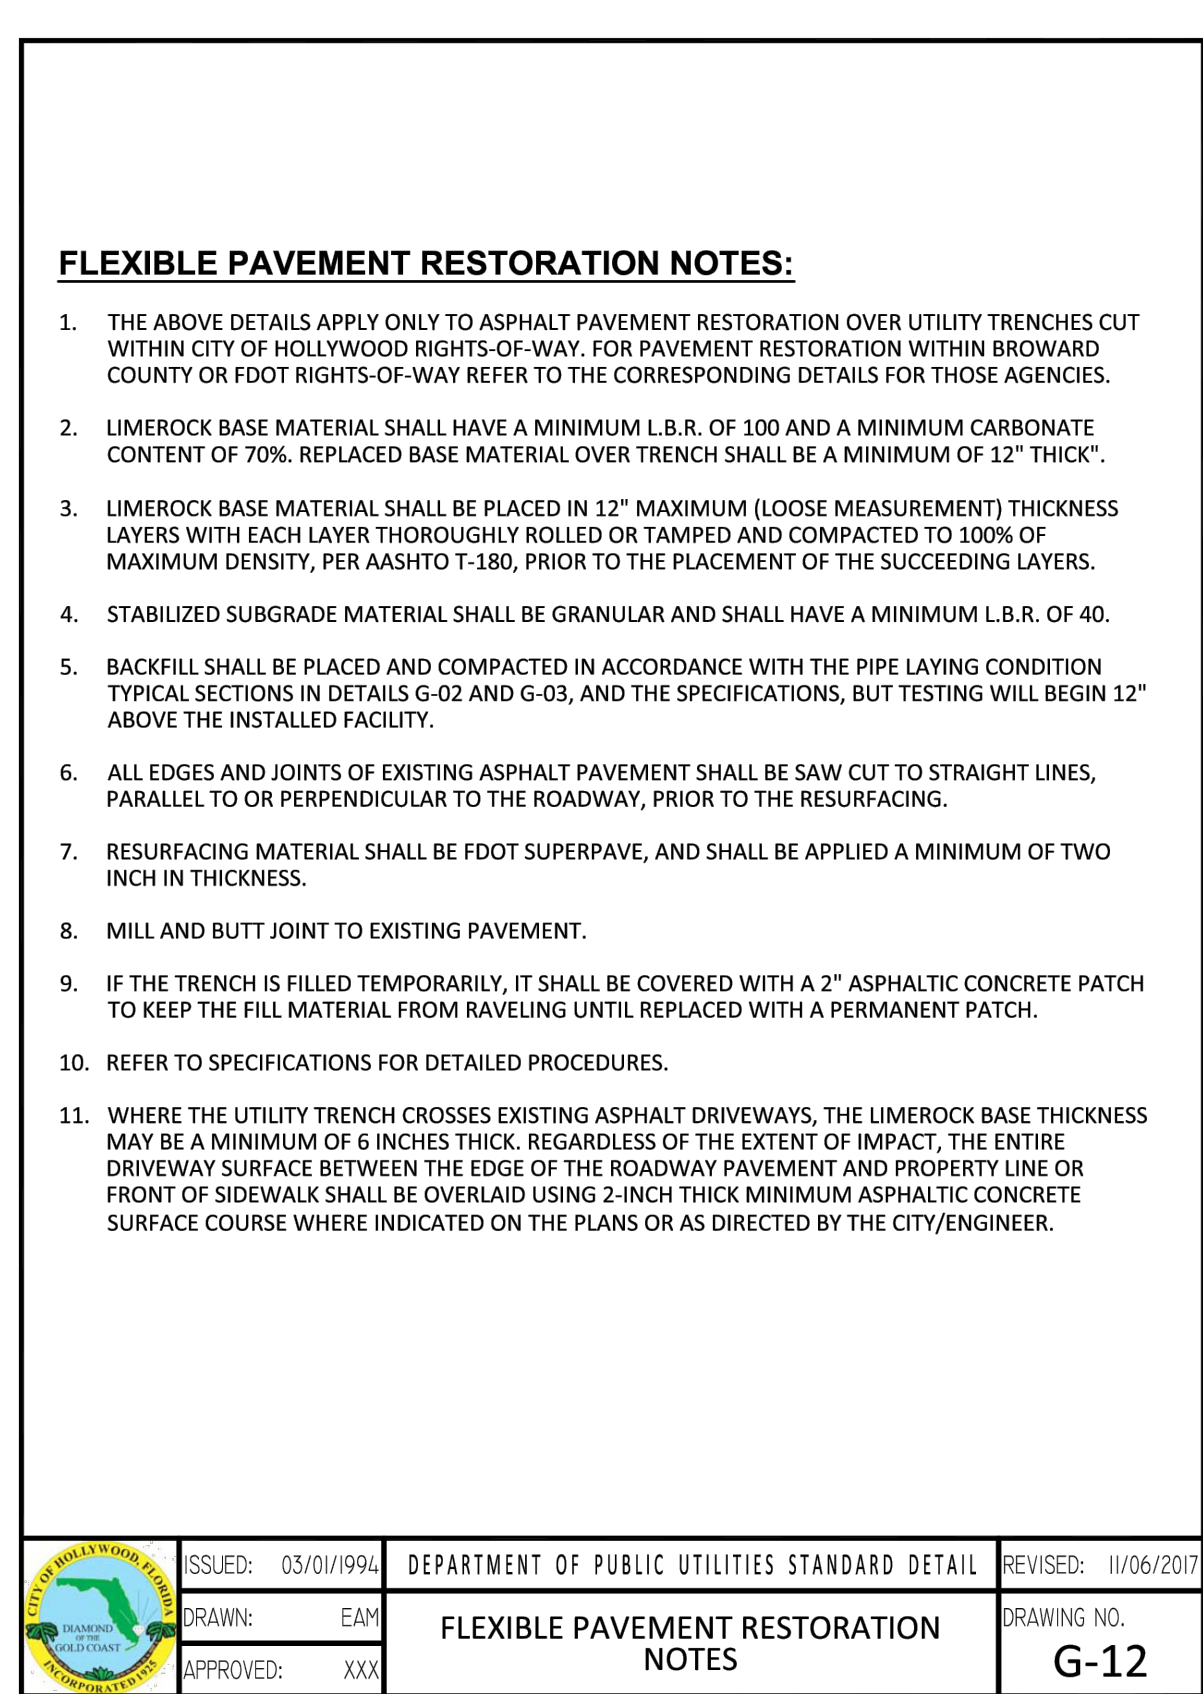 FLEXIBLE PAVEMENT RESTORATION NOTES:
1. THE ABOVE DETAILS APPLY ONLY TO ASPHALT PAVEMENT RESTORATION OVER UTILITY TRENCHES CUT
WITHIN CITY OF HOLLYWOOD RIGHTS-OF-WAY. FOR PAVEMENT RESTORATION WITHIN BROWARD
COUNTY OR FDOT RIGHTS-OF-WAY REFER TO THE CORRESPONDING DETAILS FOR THOSE AGENCIES.
2. LIMEROCK BASE MATERIAL SHALL HAVE A MINIMUM L.B.R. OF 100 AND A MINIMUM CARBONATE
CONTENT OF 70%. REPLACED BASE MATERIAL OVER TRENCH SHALL BE A MINIMUM OF 12" THICK".
3. LIMEROCK BASE MATERIAL SHALL BE PLACED IN 12" MAXIMUM (LOOSE MEASUREMENT) THICKNESS
LAYERS WITH EACH LAYER THOROUGHLY ROLLED OR TAMPED AND COMPACTED TO 100% OF
MAXIMUM DENSITY, PER AASHTO T-180, PRIOR TO THE PLACEMENT OF THE SUCCEEDING LAYERS.
4. STABILIZED SUBGRADE MATERIAL SHALL BE GRANULAR AND SHALL HAVE A MINIMUM L.B.R. OF 40.
5. BACKFILL SHALL BE PLACED AND COMPACTED IN ACCORDANCE WITH THE PIPE LAYING CONDITION
TYPICAL SECTIONS IN DETAILS G-02 AND G-03, AND THE SPECIFICATIONS, BUT TESTING WILL BEGIN 12"
ABOVE THE INSTALLED FACILITY.
6. ALL EDGES AND JOINTS OF EXISTING ASPHALT PAVEMENT SHALL BE SAW CUT TO STRAIGHT LINES,
PARALLEL TO OR PERPENDICULAR TO THE ROADWAY, PRIOR TO THE RESURFACING.
7. RESURFACING MATERIAL SHALL BE FDOT SUPERPAVE, AND SHALL BE APPLIED A MINIMUM OF TWO
INCH IN THICKNESS.
8. MILL AND BUTT JOINT TO EXISTING PAVEMENT.
9. IF THE TRENCH IS FILLED TEMPORARILY, IT SHALL BE COVERED WITH A 2" ASPHALTIC CONCRETE PATCH
TO KEEP THE FILL MATERIAL FROM RAVELING UNTIL REPLACED WITH A PERMANENT PATCH.
10. REFER TO SPECIFICATIONS FOR DETAILED PROCEDURES.
11. WHERE THE UTILITY TRENCH CROSSES EXISTING ASPHALT DRIVEWAYS, THE LIMEROCK BASE THICKNESS
MAY BE A MINIMUM OF 6 INCHES THICK. REGARDLESS OF THE EXTENT OF IMPACT, THE ENTIRE
DRIVEWAY SURFACE BETWEEN THE EDGE OF THE ROADWAY PAVEMENT AND PROPERTY LINE OR
FRONT OF SIDEWALK SHALL BE OVERLAID USING 2-INCH THICK MINIMUM ASPHALTIC CONCRETE
SURFACE COURSE WHERE INDICATED ON THE PLANS OR AS DIRECTED BY THE CITY/ENGINEER.
CITY OF HOLLYWOOD, FLORIDA
DIAMOND
OF THE
GOLD COAST
INCORPORATED 1925
ISSUED: 03/01/1994
DRAWN: EAM
APPROVED: XXX
DEPARTMENT OF PUBLIC UTILITIES STANDARD DETAIL
FLEXIBLE PAVEMENT RESTORATION
NOTES
REVISED: 11/06/2017
DRAWING NO.
G-12